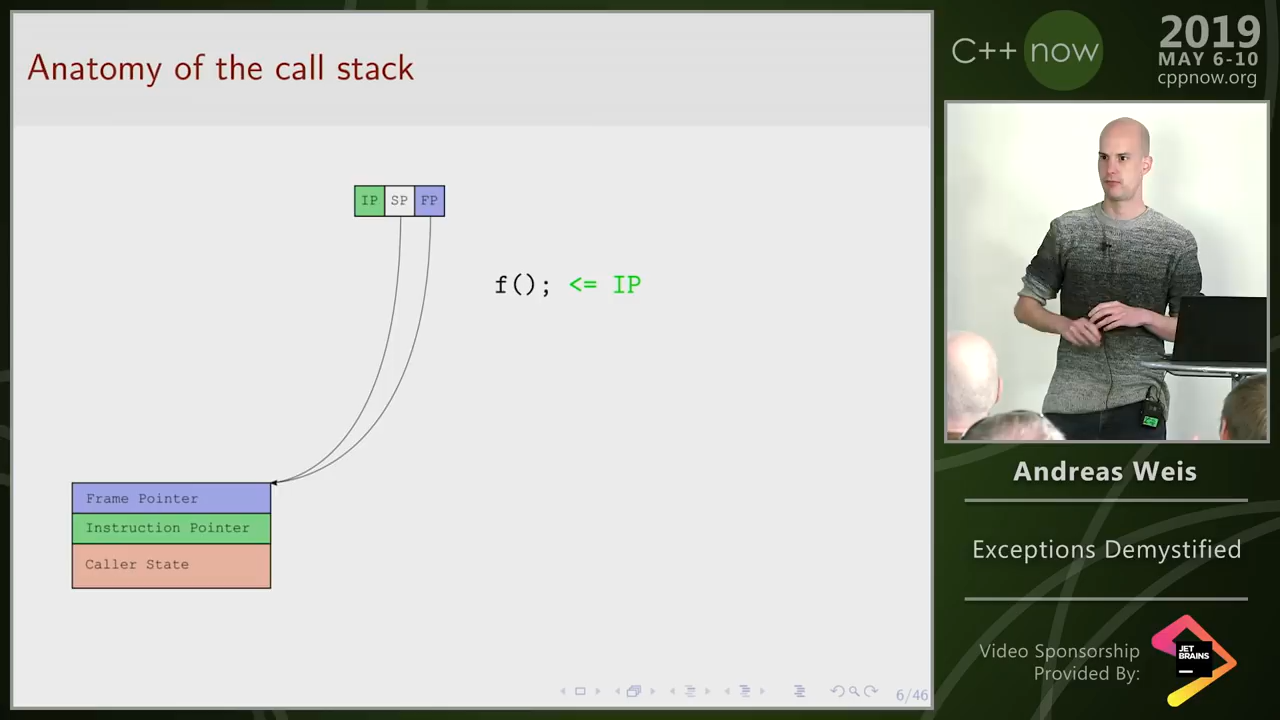 Anatomy of the call stack
IP SP FP
f(); <= IP
Frame Pointer
Instruction Pointer
Caller State
6/46
C++ now
2019
MAY 6-10
cppnow.org
Andreas Weis
Exceptions Demystified
Video Sponsorship
Provided By:
JET
BRAINS